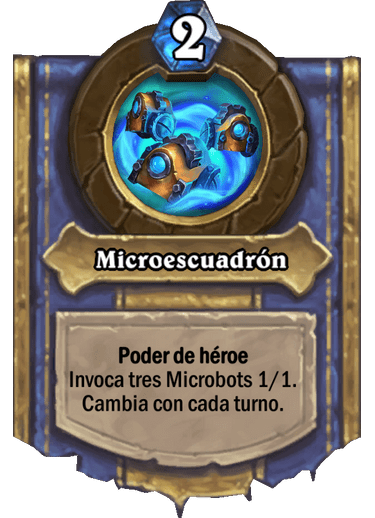 2
Microescuadrón
Poder de héroe
Invoca tres Microbots 1/1.
Cambia con cada turno.